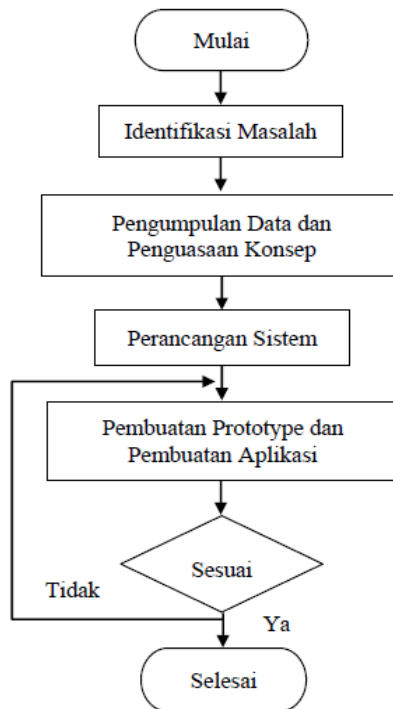 Mulai
Identifikasi Masalah
Pengumpulan Data dan
Penguasaan Konsep
Perancangan Sistem
Pembuatan Prototype dan
Pembuatan Aplikasi
Sesuai
Tidak
Ya
Selesai